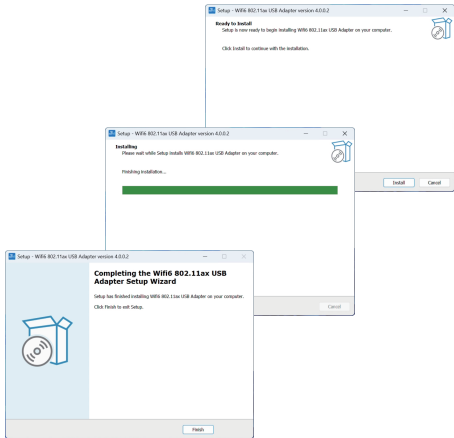 Setup - Wifi6 802.11ax USB Adapter version 4.0.0.2
Ready to Install
Setup is now ready to begin installing Wifi6 802.11ax USB Adapter on your computer.
Click Install to continue with the installation.
Install
Cancel
Setup - Wifi6 802.11ax USB Adapter version 4.0.0.2
Installing
Please wait while Setup installs Wifi6 802.11ax USB Adapter on your computer.
Finishing installation...
Cancel
Setup - Wifi6 802.11ax USB Adapter version 4.0.0.2
Completing the Wifi6 802.11ax USB
Adapter Setup Wizard
Setup has finished installing Wifi6 802.11ax USB Adapter on your computer.
Click Finish to exit Setup.
Finish